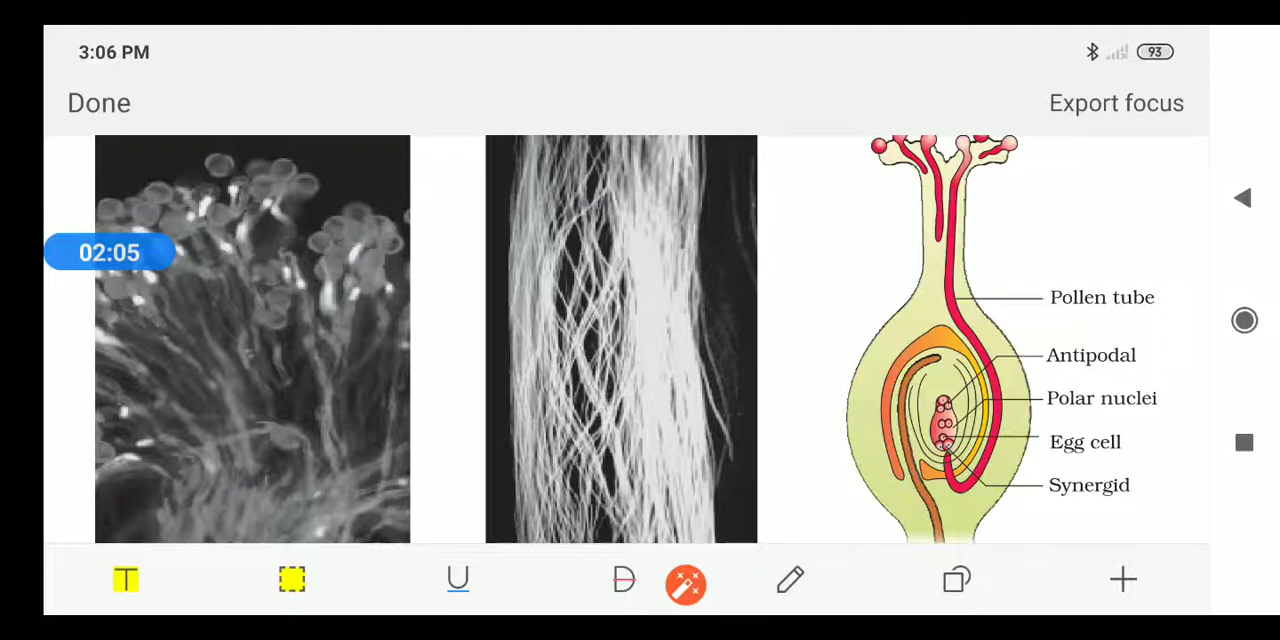 3:06 PM
93
Done
Export focus
02:05
Pollen tube
Antipodal
Polar nuclei
Egg cell
Synergid
T
U
D